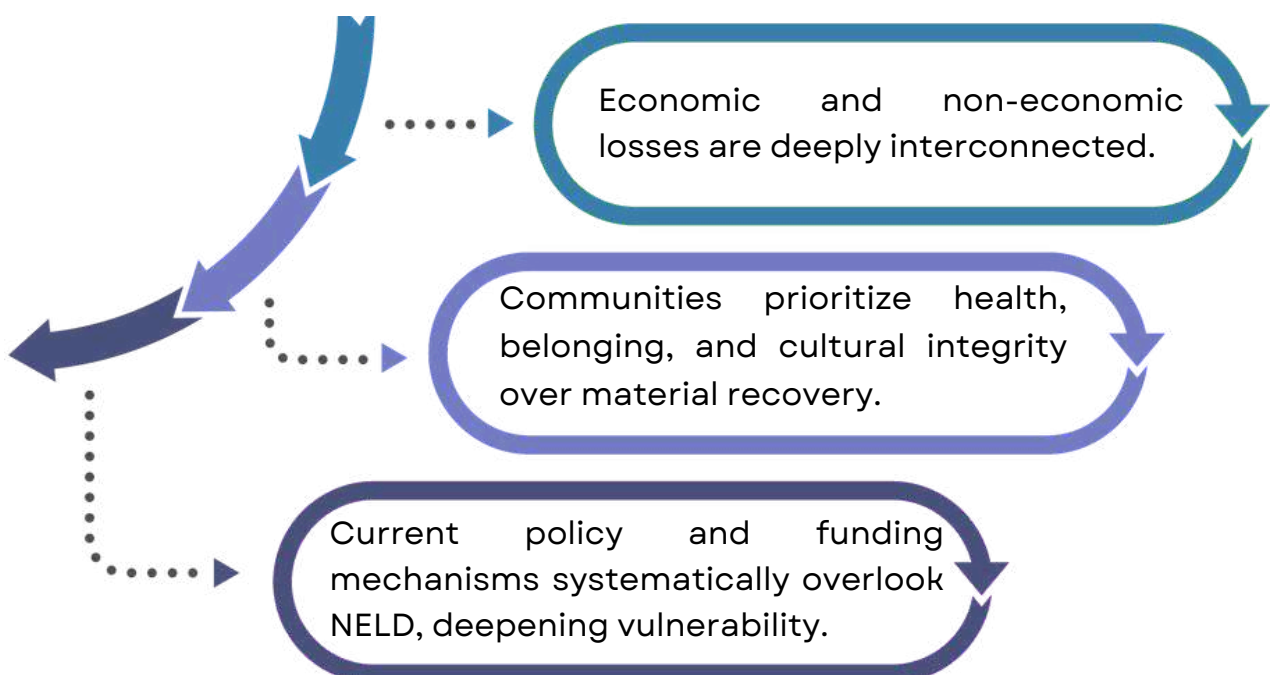 Economic and non-economic
losses are deeply interconnected.
Communities prioritize health,
belonging, and cultural integrity
over material recovery.
Current policy and funding
mechanisms systematically overlook
NELD, deepening vulnerability.